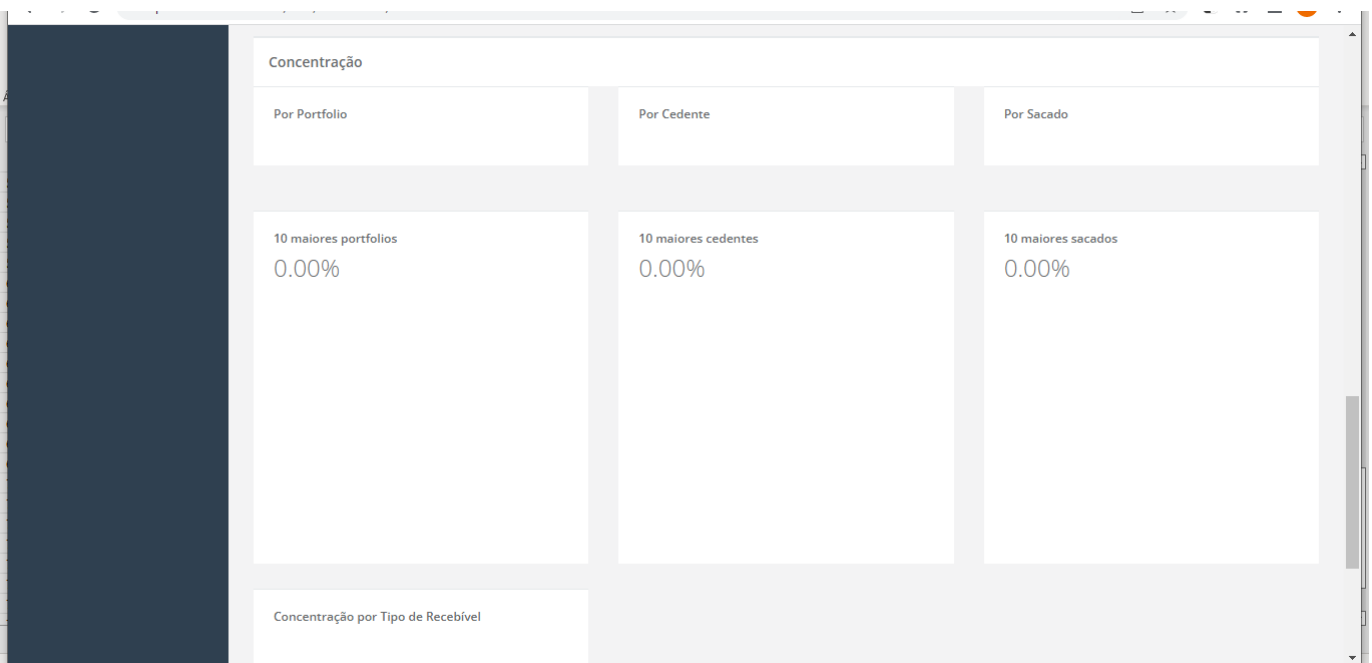 Concentração
Por Portfolio
Por Cedente
Por Sacado
10 maiores portfolios
0.00%
10 maiores cedentes
0.00%
10 maiores sacados
0.00%
Concentração por Tipo de Recebível